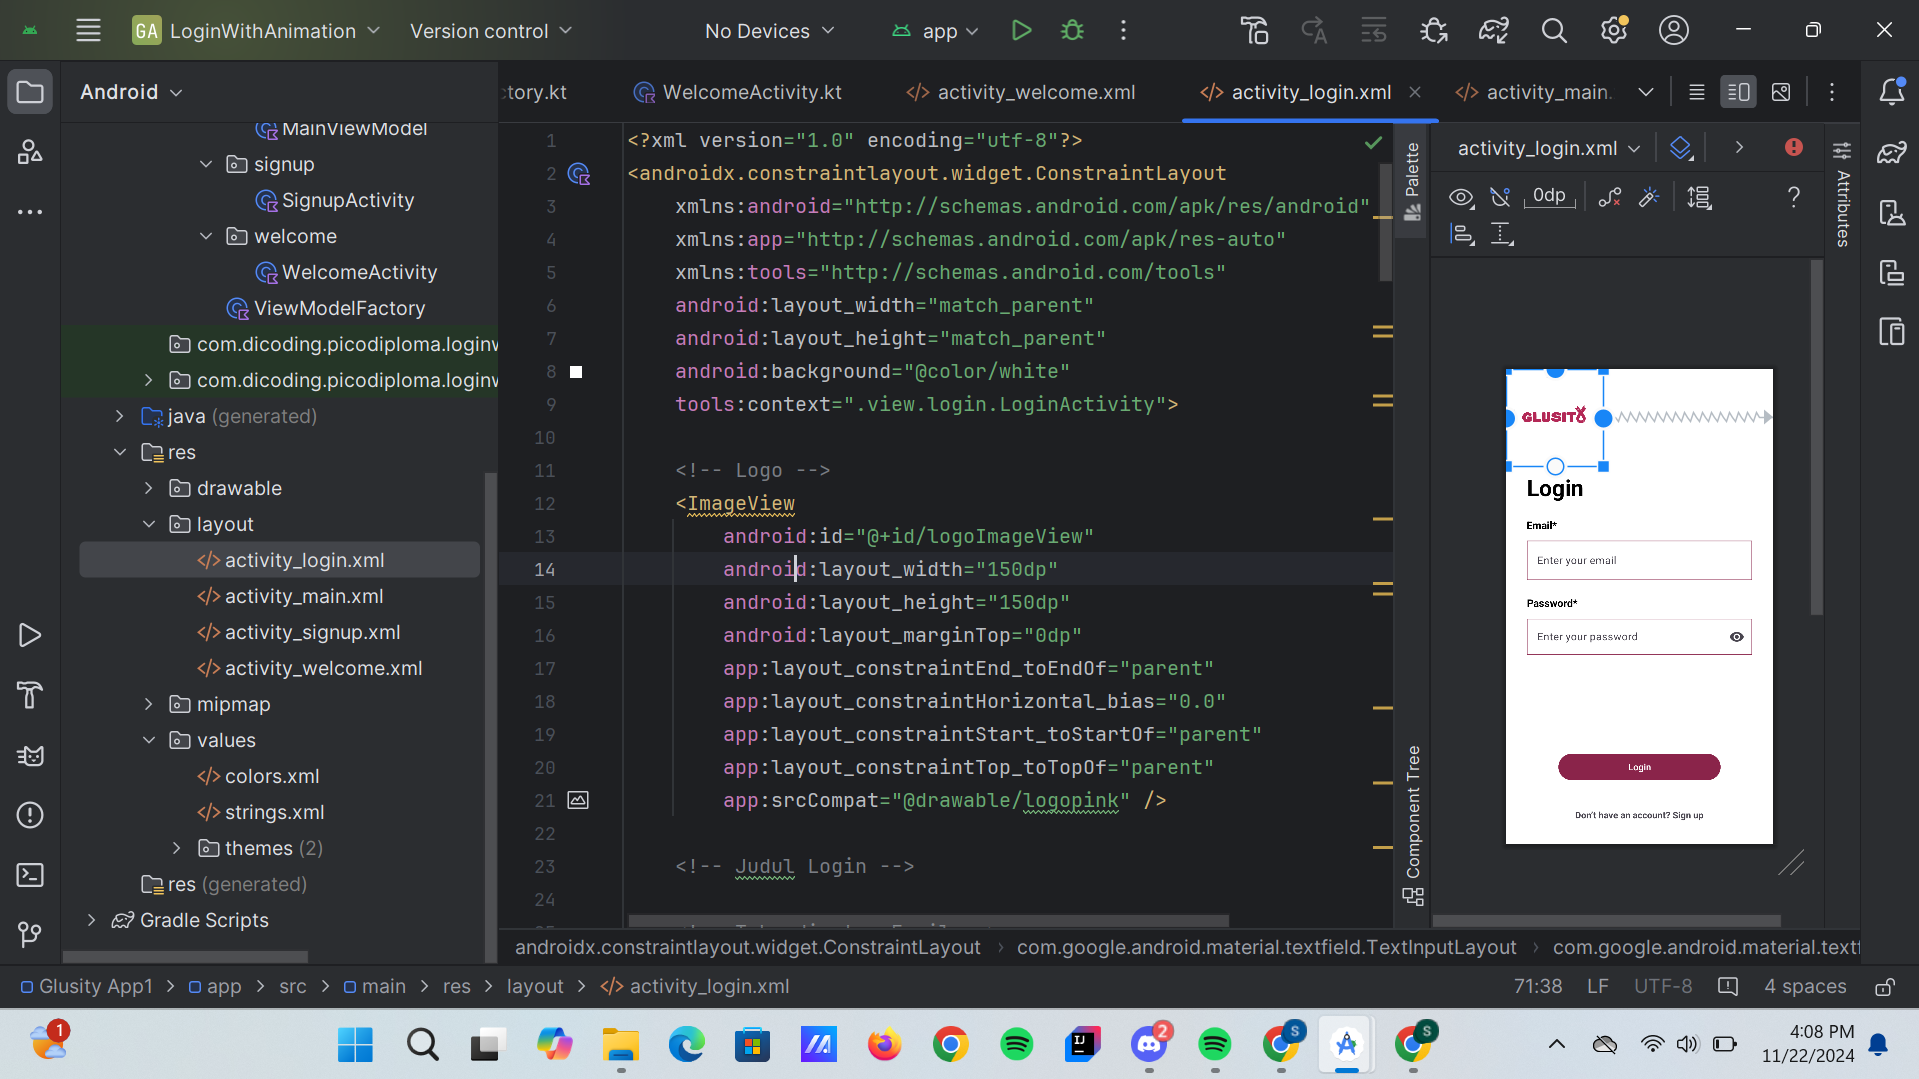 GA LoginWithAnimation Version control No Devices app
Android
MainViewModel
signup
SignupActivity
welcome
WelcomeActivity
ViewModelFactory
com.dicoding.picodiploma.loginw
com.dicoding.picodiploma.loginw
java (generated)
res
drawable
layout
activity_login.xml
activity_main.xml
activity_signup.xml
activity_welcome.xml
mipmap
values
colors.xml
strings.xml
themes (2)
res (generated)
Gradle Scripts
tory.kt WelcomeActivity.kt activity_welcome.xml activity_login.xml activity_main.
1 <?xml version="1.0" encoding="utf-8"?>
2 <androidx.constraintlayout.widget.ConstraintLayout
3 xmlns:android="http://schemas.android.com/apk/res/android"
4 xmlns:app="http://schemas.android.com/apk/res-auto"
5 xmlns:tools="http://schemas.android.com/tools"
6 android:layout_width="match_parent"
7 android:layout_height="match_parent"
8 android:background="@color/white"
9 tools:context=".view.login.LoginActivity">
10
11 <!-- Logo -->
12 <ImageView
13 android:id="@+id/logoImageView"
14 android:layout_width="150dp"
15 android:layout_height="150dp"
16 android:layout_marginTop="0dp"
17 app:layout_constraintEnd_toEndOf="parent"
18 app:layout_constraintHorizontal_bias="0.0"
19 app:layout_constraintStart_toStartOf="parent"
20 app:layout_constraintTop_toTopOf="parent"
21 app:srcCompat="@drawable/logopink" />
22
23 <!-- Judul Login -->
24
Palette
Component Tree
activity_login.xml
0dp
?
Attributes
GLUSITY
Login
Email*
Enter your email
Password*
Enter your password
Login
Don't have an account? Sign up
androidx.constraintlayout.widget.ConstraintLayout › com.google.android.material.textfield.TextInputLayout › com.google.android.material.textf
Glusity App1 > app > src > main > res > layout > activity_login.xml 71:38 LF UTF-8 4 spaces
1
2
S
S
4:08 PM
11/22/2024